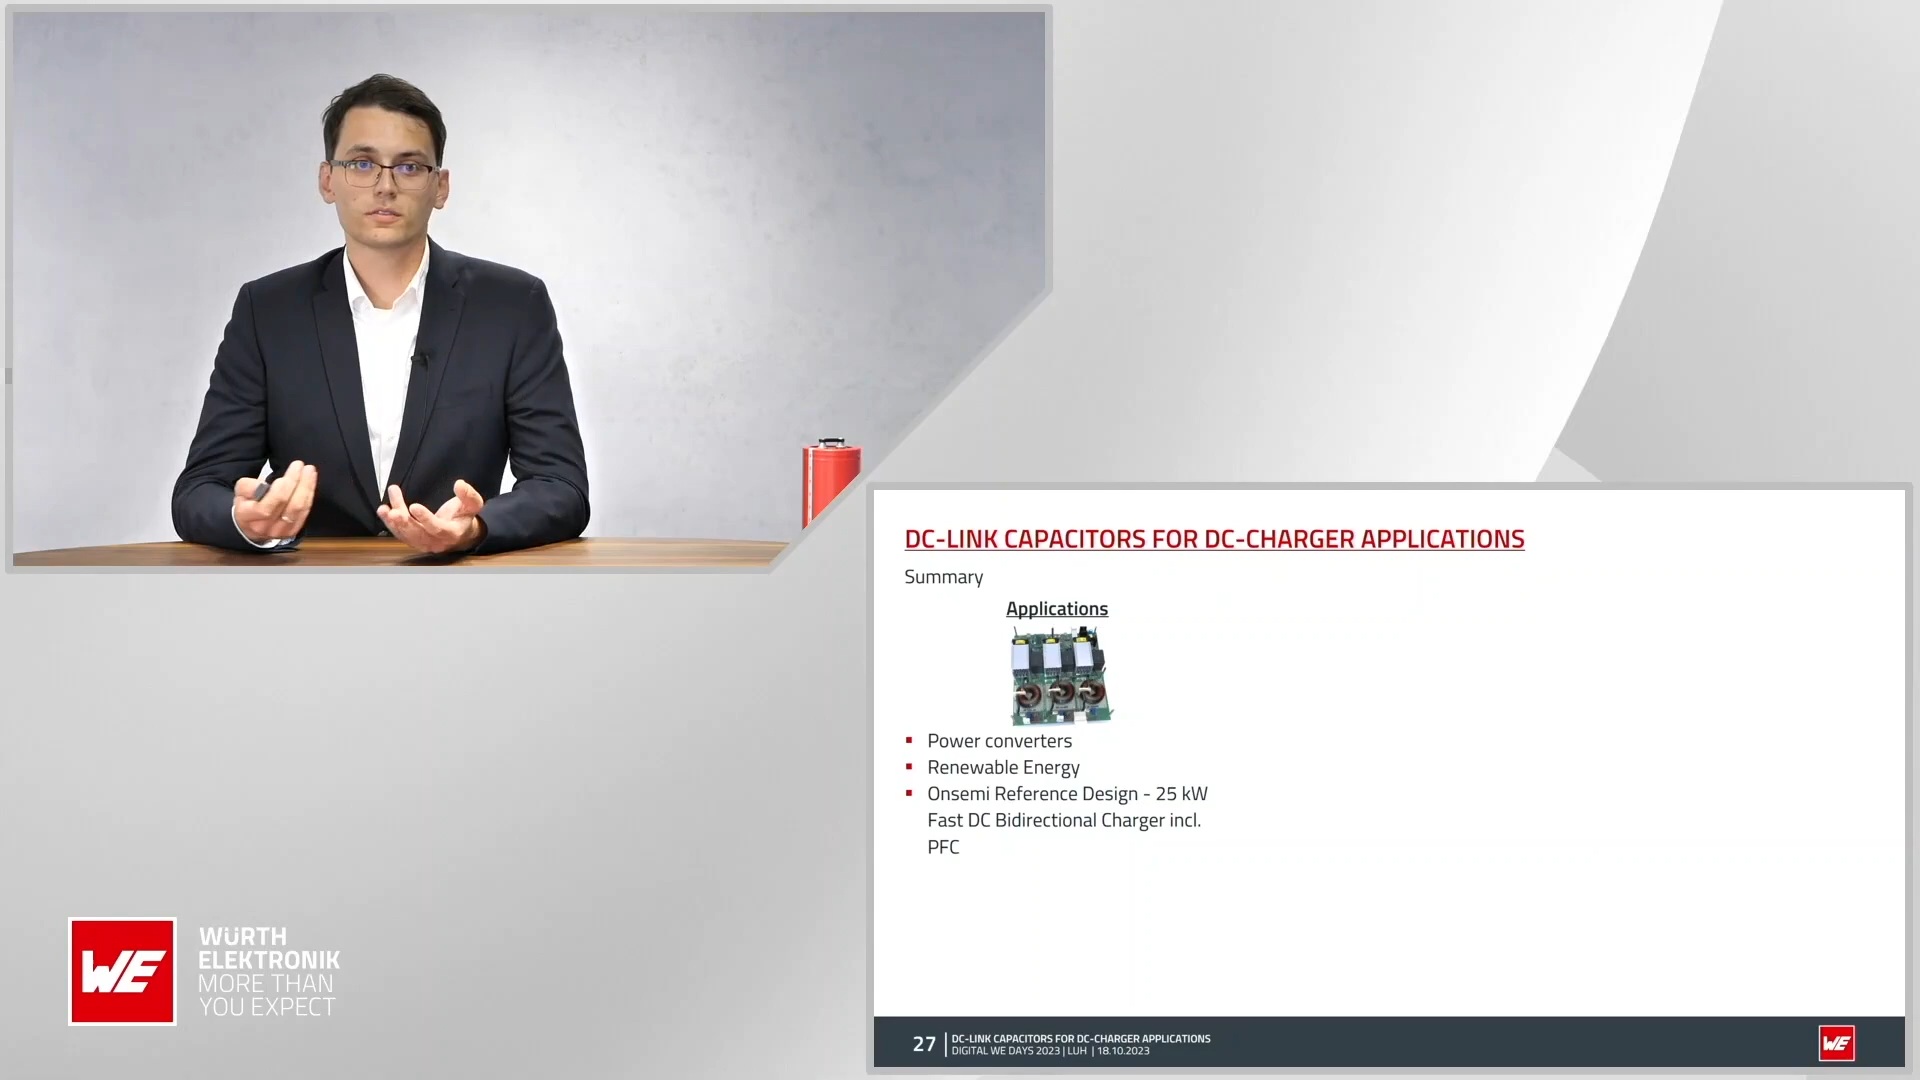 DC-LINK CAPACITORS FOR DC-CHARGER APPLICATIONS
Summary
Applications
▪ Power converters
▪ Renewable Energy
▪ Onsemi Reference Design - 25 kW
Fast DC Bidirectional Charger incl.
PFC
27
DC-LINK CAPACITORS FOR DC-CHARGER APPLICATIONS
DIGITAL WE DAYS 2023 | LUH | 18.10.2023
WE
WE
WÜRTH
ELEKTRONIK
MORE THAN
YOU EXPECT